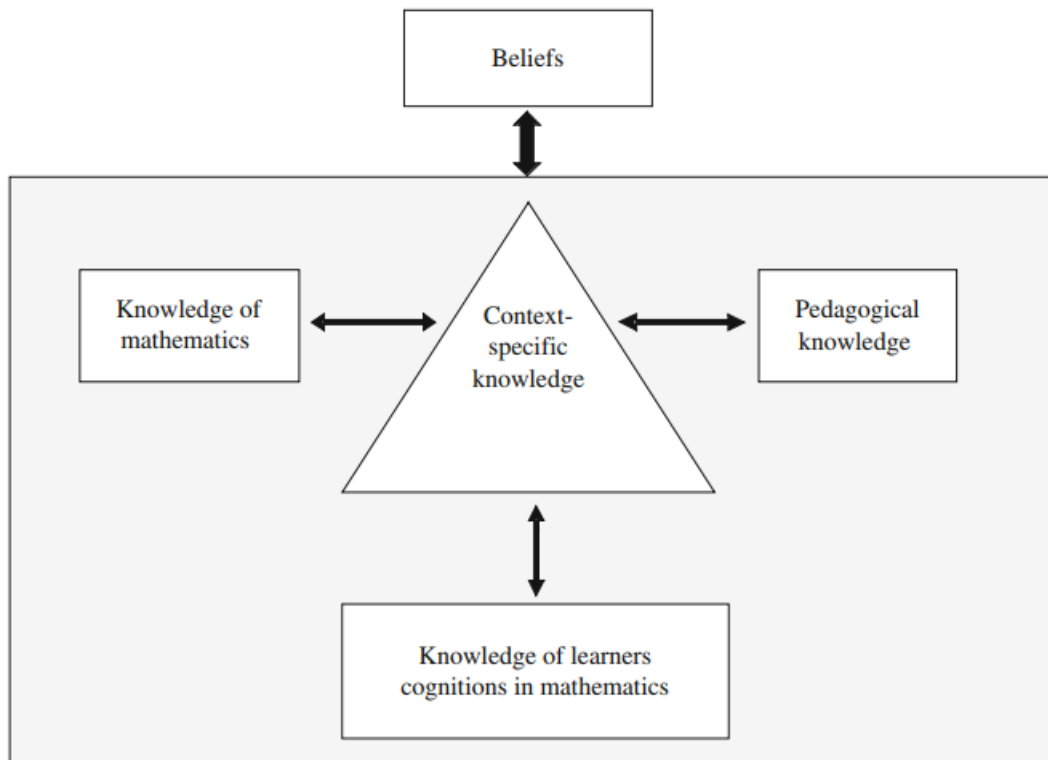 Beliefs
Knowledge of
mathematics
Context-
specific
knowledge
Pedagogical
knowledge
Knowledge of learners
cognitions in mathematics